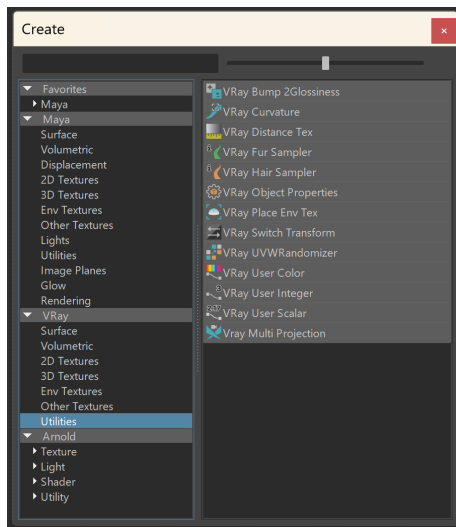 Create
Favorites
Maya
Maya
Surface
Volumetric
Displacement
2D Textures
3D Textures
Env Textures
Other Textures
Lights
Utilities
Image Planes
Glow
Rendering
VRay
Surface
Volumetric
2D Textures
3D Textures
Env Textures
Other Textures
Utilities
Arnold
Texture
Light
Shader
Utility
VRay Bump 2Glossiness
VRay Curvature
VRay Distance Tex
VRay Fur Sampler
VRay Hair Sampler
VRay Object Properties
VRay Place Env Tex
VRay Switch Transform
VRay UVWRandomizer
VRay User Color
3 VRay User Integer
VRay User Scalar
Vray Multi Projection